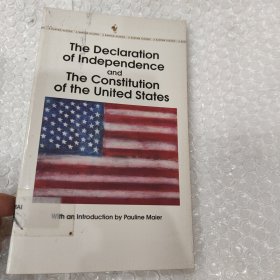 The Declaration
of Independence
and
The Constitution
of the United States
With an Introduction by Pauline Maier